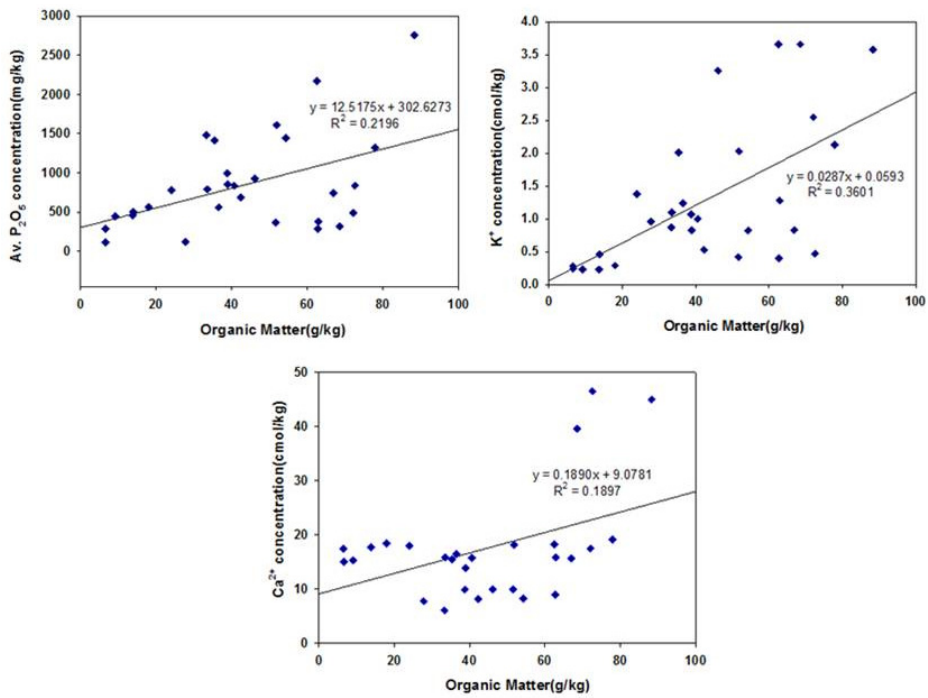 Av. P₂O₅ concentration(mg/kg)
3000
2500
2000
1500
1000
500
0
y = 12.5175x + 302.6273
R² = 0.2196
0 20 40 60 80 100
Organic Matter(g/kg)
K⁺ concentration(cmol/kg)
4.0
3.5
3.0
2.5
2.0
1.5
1.0
0.5
0.0
y = 0.0287x + 0.0593
R² = 0.3601
0 20 40 60 80 100
Organic Matter(g/kg)
Ca²⁺ concentration(cmol/kg)
50
40
30
20
10
0
y = 0.1890x + 9.0781
R² = 0.1897
0 20 40 60 80 100
Organic Matter(g/kg)